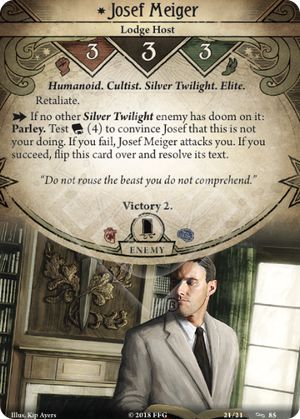 * Josef Meiger
Lodge Host
3 3 3
Humanoid. Cultist. Silver Twilight. Elite.
Retaliate.
If no other Silver Twilight enemy has doom on it:
Parley. Test (4) to convince Josef that this is not
your doing. If you fail, Josef Meiger attacks you. If you
succeed, flip this card over and resolve its text.
“Do not rouse the beast you do not comprehend.”
Victory 2.
ENEMY
Illus. Kip Ayers
© 2018 FFG
21/21
85